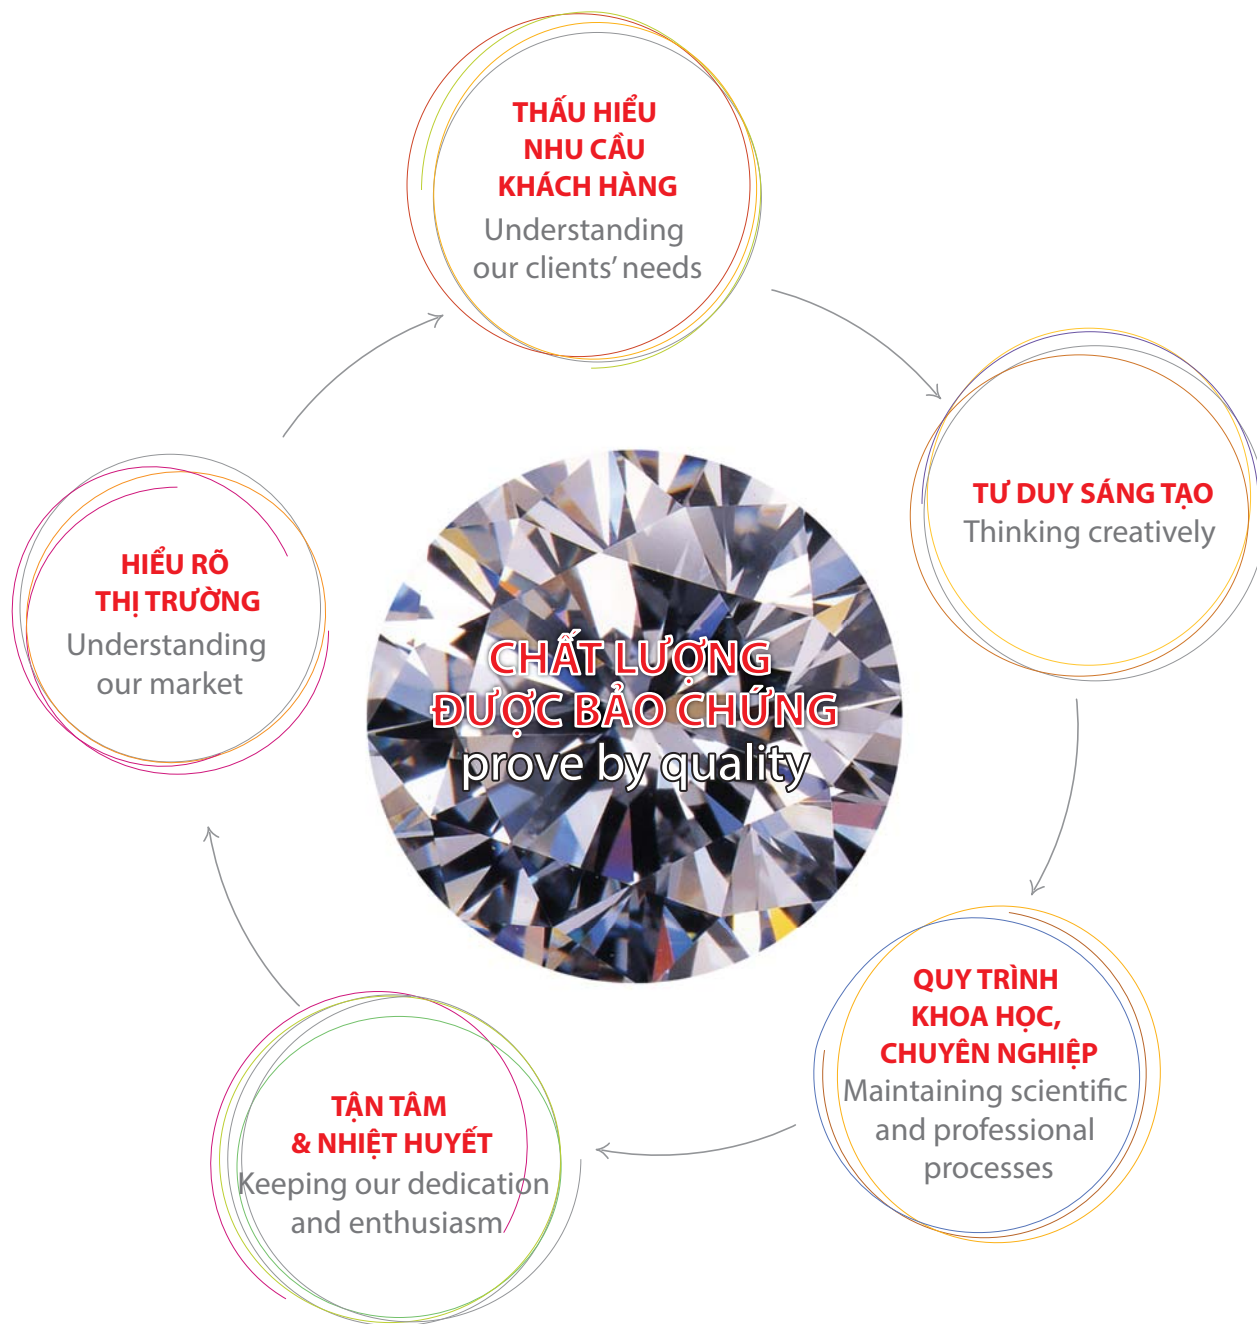 THẤU HIỂU
NHU CẦU
KHÁCH HÀNG
Understanding
our clients' needs
TƯ DUY SÁNG TẠO
Thinking creatively
HIỂU RÕ
THỊ TRƯỜNG
Understanding
our market
CHẤT LƯỢNG
ĐƯỢC BẢO CHỨNG
prove by quality
QUY TRÌNH
KHOA HỌC,
CHUYÊN NGHIỆP
Maintaining scientific
and professional
processes
TẬN TÂM
& NHIỆT HUYẾT
Keeping our dedication
and enthusiasm